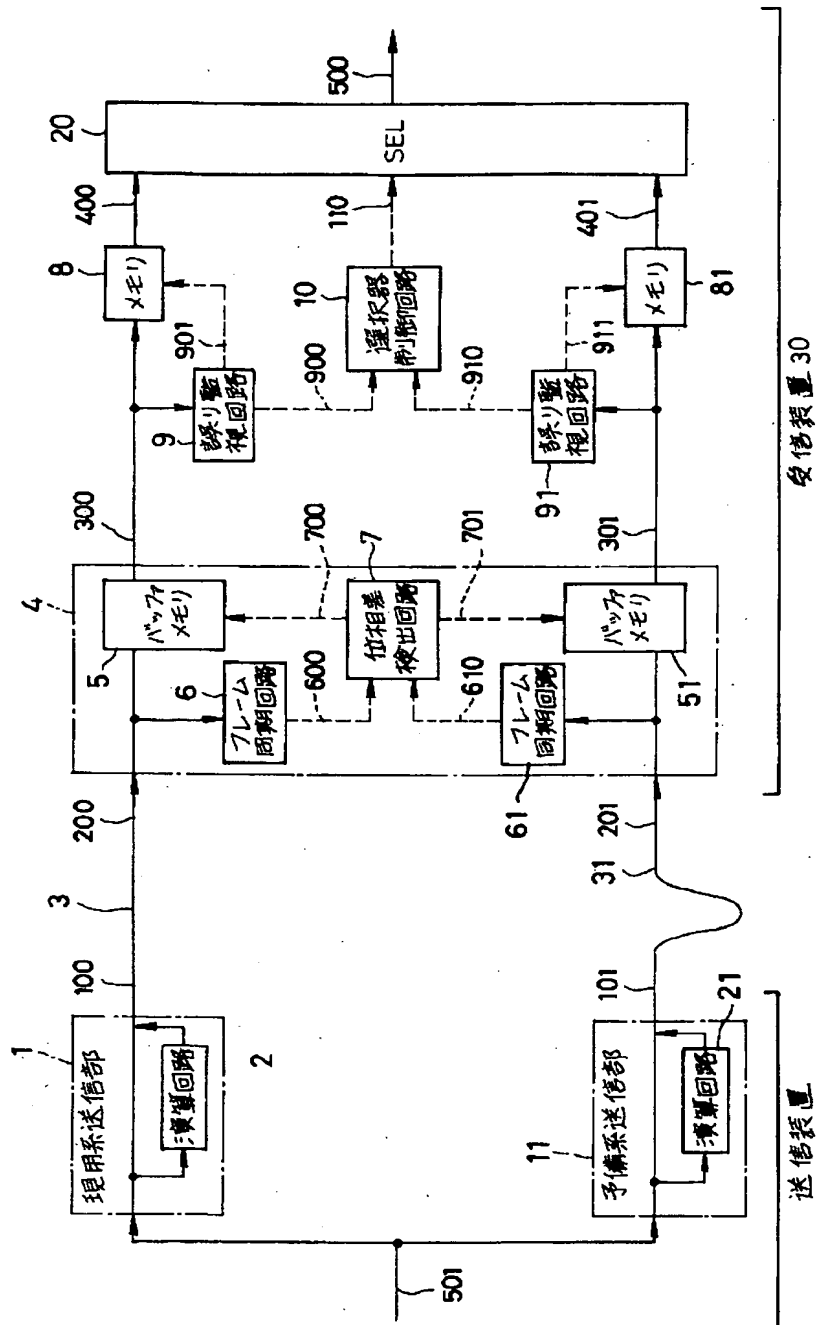 1
現用系送信部
演算回路
2
100
3
200
4
5
バッファ
メモリ
6
フレーム
同期回路
600
700
7
位相差
検出回路
701
610
フレーム
同期回路
61
バッファ
メモリ
51
300
301
9
誤り監
視回路
901
900
8
メモリ
400
10
選択器
制御回路
110
910
誤り監
視回路
91
911
メモリ
81
401
20
SEL
500
501
11
予備系送信部
演算回路
21
101
31
201
送信装置
受信装置30